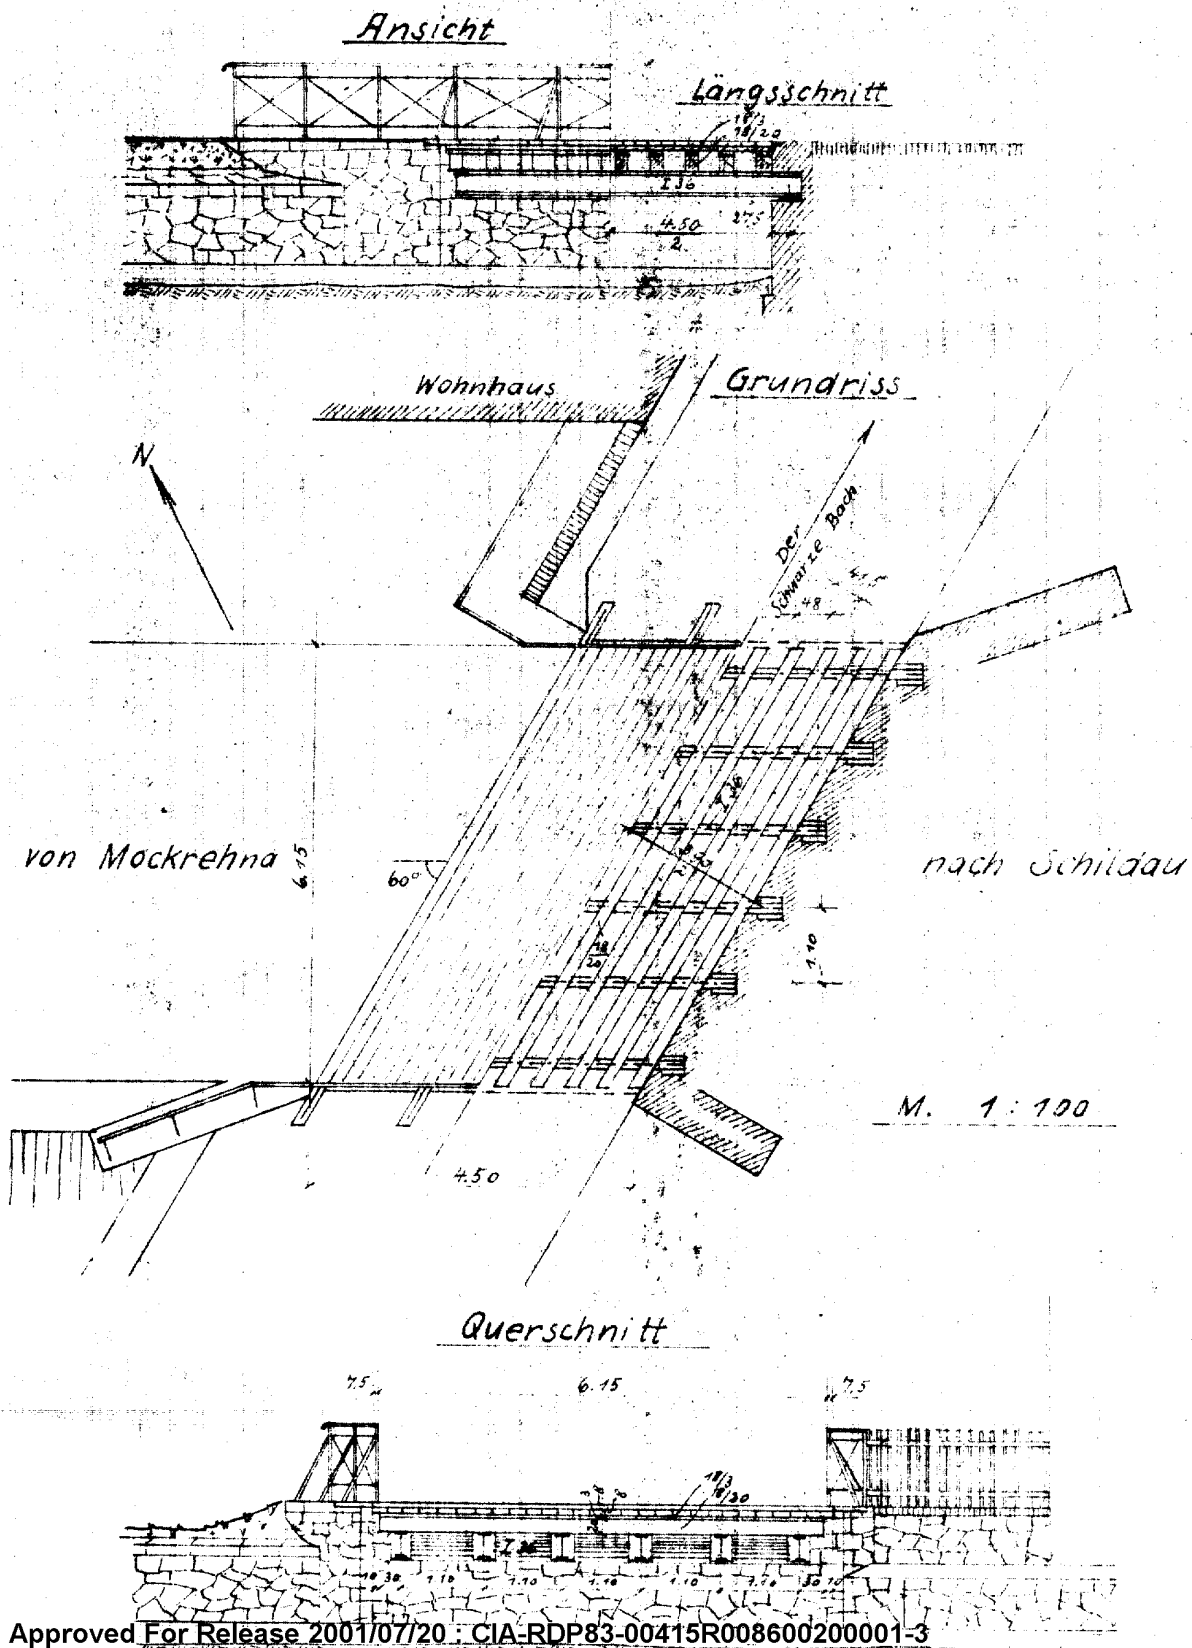 Ansicht
Längsschnitt
18/3
18/20
I 36
4.50
2
275
Wohnhaus
Grundriss
N
Der
Schwarze Bach
48
I 36
von Mockrehna
6.15
60°
nach Schildau
18
20
1.10
M. 1:100
4.50
Querschnitt
7.5
6.15
7.5
18/3
18/20
I 36
10 30 1.10 1.10 1.10 1.10 1.10 30 10
Approved For Release 2001/07/20 : CIA-RDP83-00415R008600200001-3